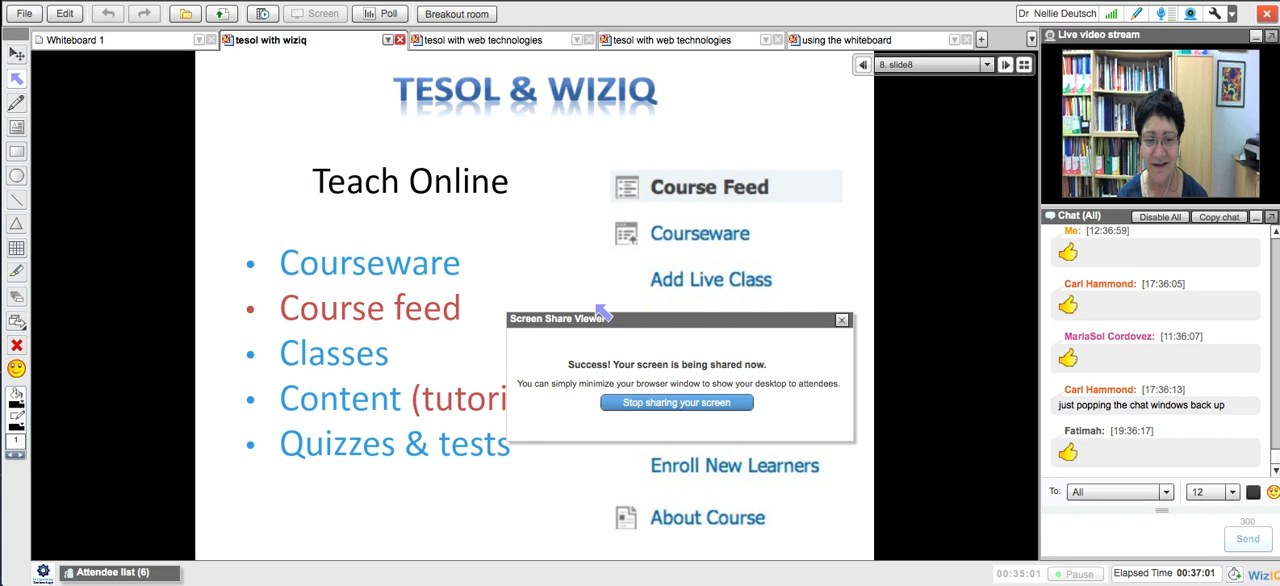 File
Edit
Screen
Poll
Breakout room
Dr Nellie Deutsch
Whiteboard 1
tesol with wiziq
tesol with web technologies
tesol with web technologies
using the whiteboard
8. slide8
Live video stream
TESOL & WIZIQ
Teach Online
• Courseware
• Course feed
• Classes
• Content (tutori
• Quizzes & tests
Course Feed
Courseware
Add Live Class
Screen Share Viewer
Success! Your screen is being shared now.
You can simply minimize your browser window to show your desktop to attendees.
Stop sharing your screen
Enroll New Learners
About Course
Chat (All)
Disable All
Copy chat
Me: [12:36:59]
Carl Hammond: [17:36:05]
MariaSol Cordovez: [11:36:07]
Carl Hammond: [17:36:13]
just popping the chat windows back up
Fatimah: [19:36:17]
To:
All
12
300
Send
1
Attendee list (6)
00:35:01
Pause
Elapsed Time 00:37:01
WizIQ